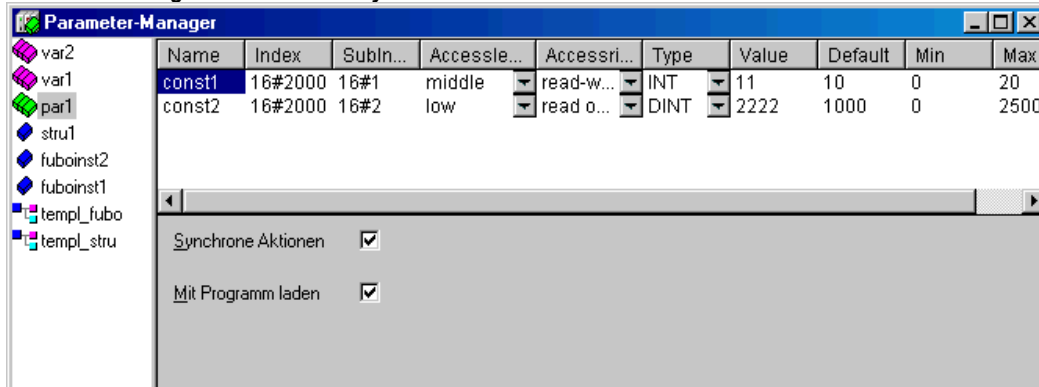 Parameter-Manager
var2
var1
par1
stru1
fuboinst2
fuboinst1
templ_fubo
templ_stru
Name Index SubIn... Accessle... Accessri... Type Value Default Min Max
const1 16#2000 16#1 middle read-w... INT 11 10 0 20
const2 16#2000 16#2 low read o... DINT 2222 1000 0 2500
Synchrone Aktionen
Mit Programm laden